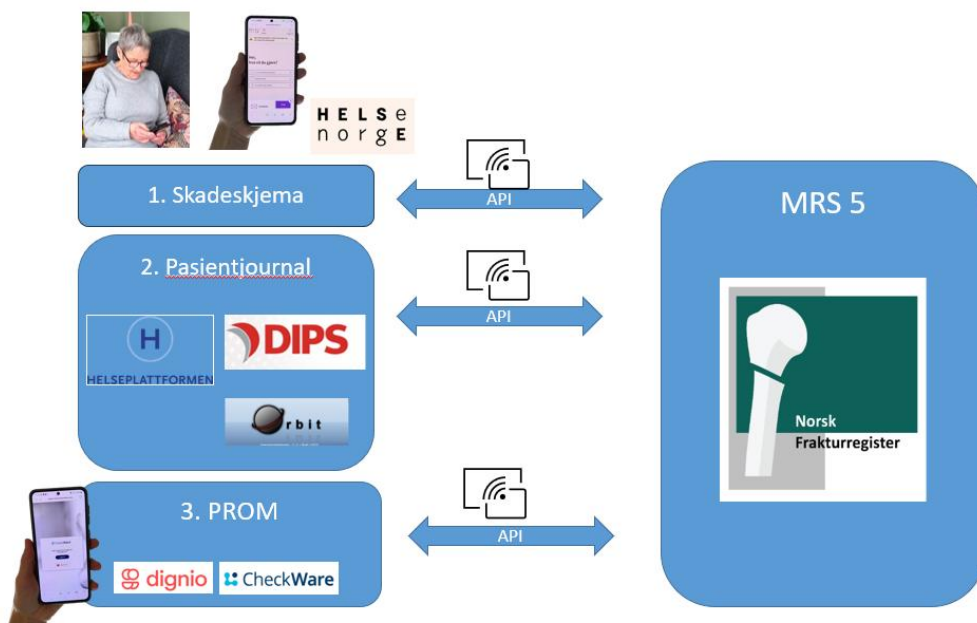 HELSe
norgE
1. Skadeskjema
API
MRS 5
2. Pasientjournal
H
HELSEPLATTFORMEN
DIPS
Orbit
API
Norsk
Frakturregister
3. PROM
dignio
CheckWare
API